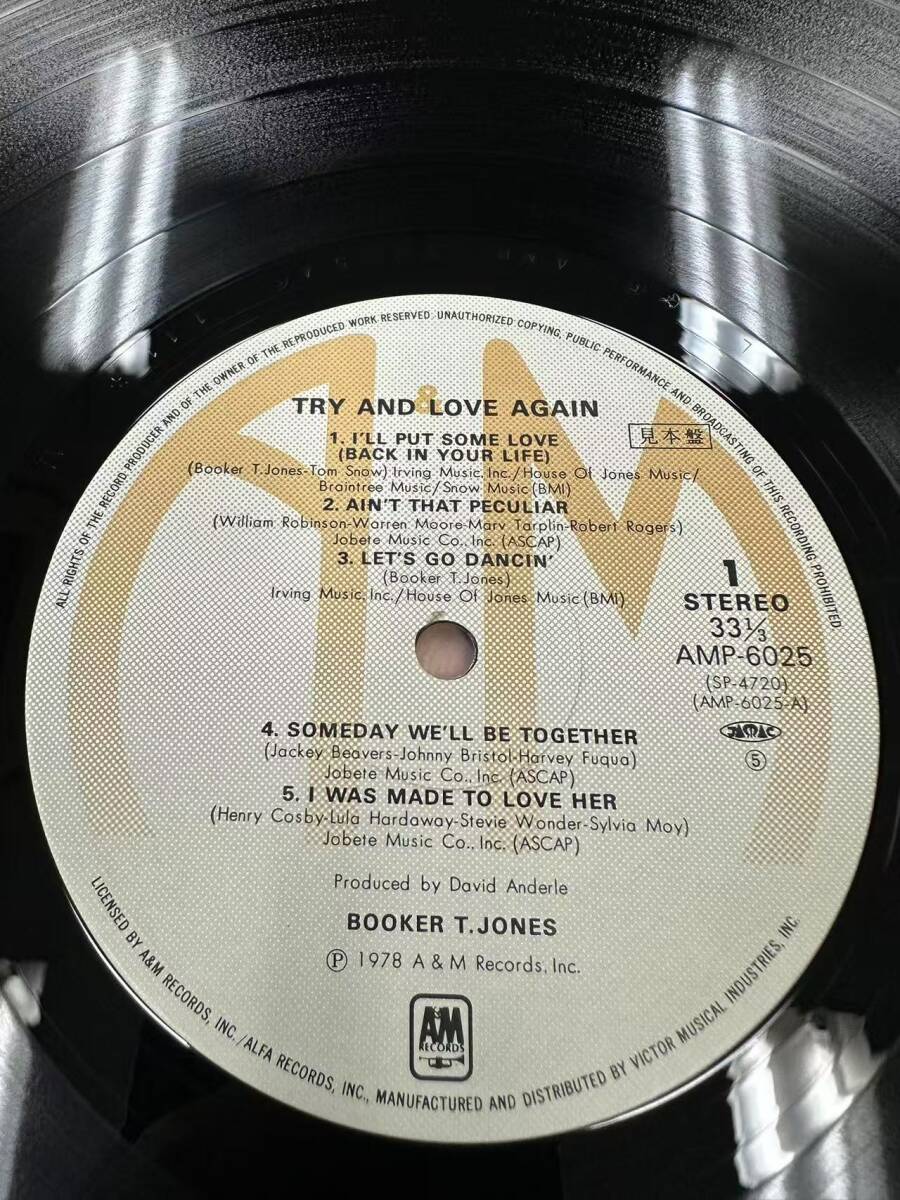 ALL RIGHTS OF THE RECORD PRODUCER AND OF THE OWNER OF THE REPRODUCED WORK RESERVED. UNAUTHORIZED COPYING, PUBLIC PERFORMANCE AND BROADCASTING OF THIS RECORDING PROHIBITED
TRY AND LOVE AGAIN
見本盤
1. I'LL PUT SOME LOVE
(BACK IN YOUR LIFE)
(Booker T. Jones-Tom Snow) Irving Music, Inc./House Of Jones Music/
Braintree Music/Snow Music (BMI)
2. AIN'T THAT PECULIAR
(William Robinson-Warren Moore-Marv Tarplin-Robert Rogers)
Jobete Music Co., Inc. (ASCAP)
3. LET'S GO DANCIN'
(Booker T. Jones)
Irving Music, Inc./House Of Jones Music (BMI)
1
STEREO
33⅓
AMP-6025
(SP-4720)
(AMP-6025-A)
JASRAC
⑤
4. SOMEDAY WE'LL BE TOGETHER
(Jackey Beavers-Johnny Bristol-Harvey Fuqua)
Jobete Music Co., Inc. (ASCAP)
5. I WAS MADE TO LOVE HER
(Henry Cosby-Lula Hardaway-Stevie Wonder-Sylvia Moy)
Jobete Music Co., Inc. (ASCAP)
Produced by David Anderle
BOOKER T. JONES
Ⓟ 1978 A & M Records, Inc.
A&M
RECORDS
LICENSED BY A&M RECORDS, INC./ALFA RECORDS, INC., MANUFACTURED AND DISTRIBUTED BY VICTOR MUSICAL INDUSTRIES, INC.